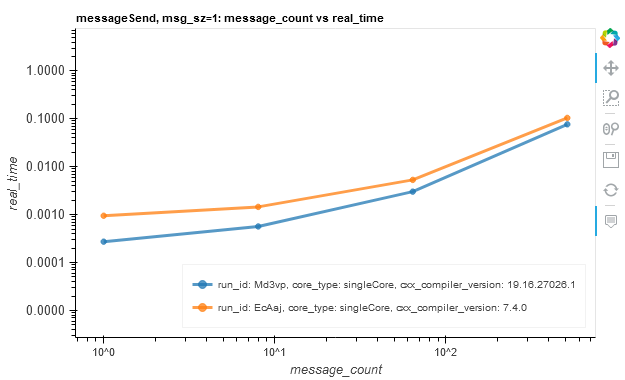 messageSend, msg_sz=1: message_count vs real_time
1.0000
0.1000
0.0100
0.0010
0.0001
0.0000
real_time
run_id: Md3vp, core_type: singleCore, cxx_compiler_version: 19.16.27026.1
run_id: EcAaj, core_type: singleCore, cxx_compiler_version: 7.4.0
10^0 10^1 10^2
message_count